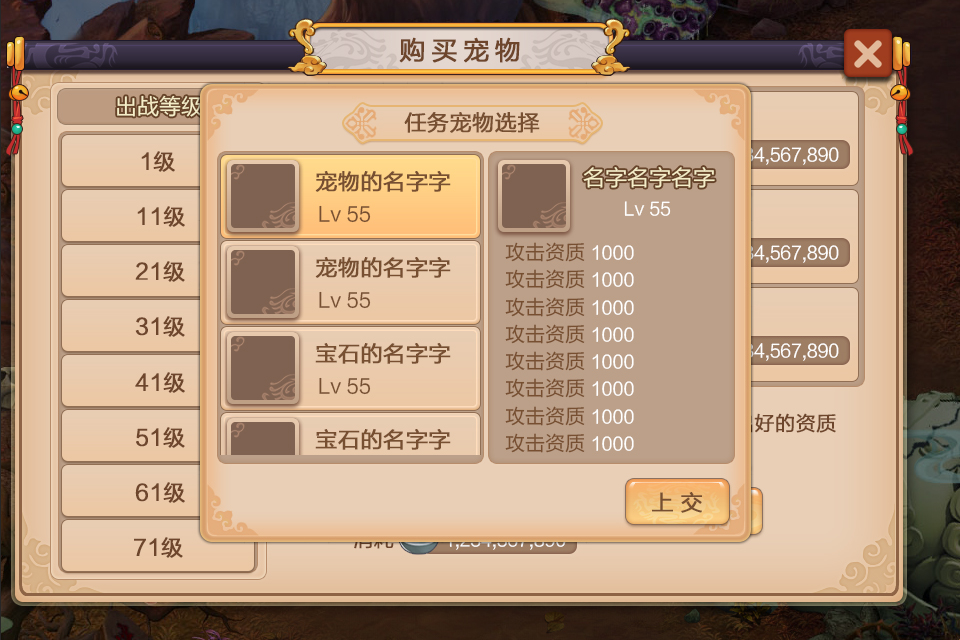 购买宠物
出战等级
1级
11级
21级
31级
41级
51级
61级
71级
任务宠物选择
宠物的名字字
Lv 55
宠物的名字字
Lv 55
宝石的名字字
Lv 55
宝石的名字字
名字名字名字
Lv 55
攻击资质 1000
攻击资质 1000
攻击资质 1000
攻击资质 1000
攻击资质 1000
攻击资质 1000
攻击资质 1000
攻击资质 1000
上交
34,567,890
34,567,890
34,567,890
好的资质
消耗 1,234,567,890